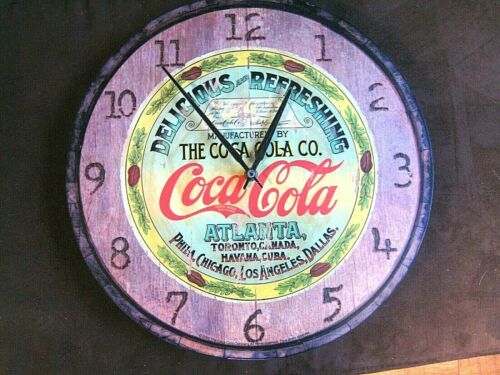 12
1
2
3
4
5
6
7
8
9
10
11
DELICIOUS AND REFRESHING
MANUFACTURED BY
THE COCA COLA CO.
Coca-Cola
ATLANTA,
TORONTO, CANADA,
HAVANA, CUBA.
PHILA, CHICAGO, LOS ANGELES, DALLAS.